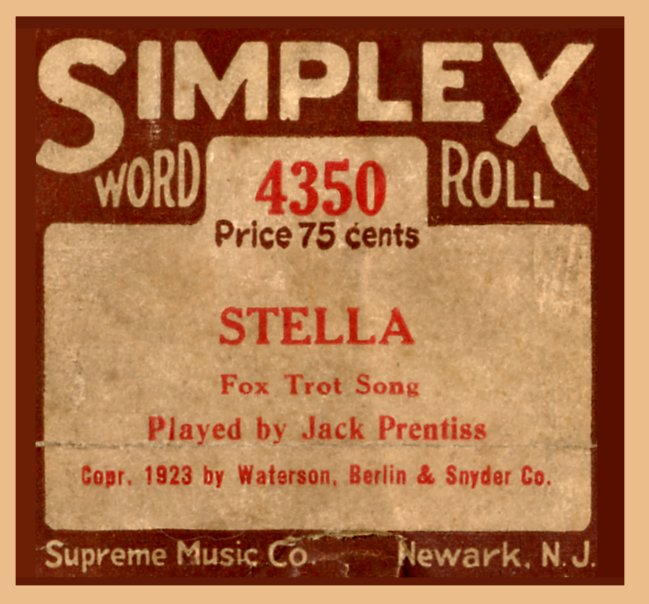 SIMPLEX
WORD ROLL
4350
Price 75 cents
STELLA
Fox Trot Song
Played by Jack Prentiss
Copr. 1923 by Waterson, Berlin & Snyder Co.
Supreme Music Co. Newark, N.J.